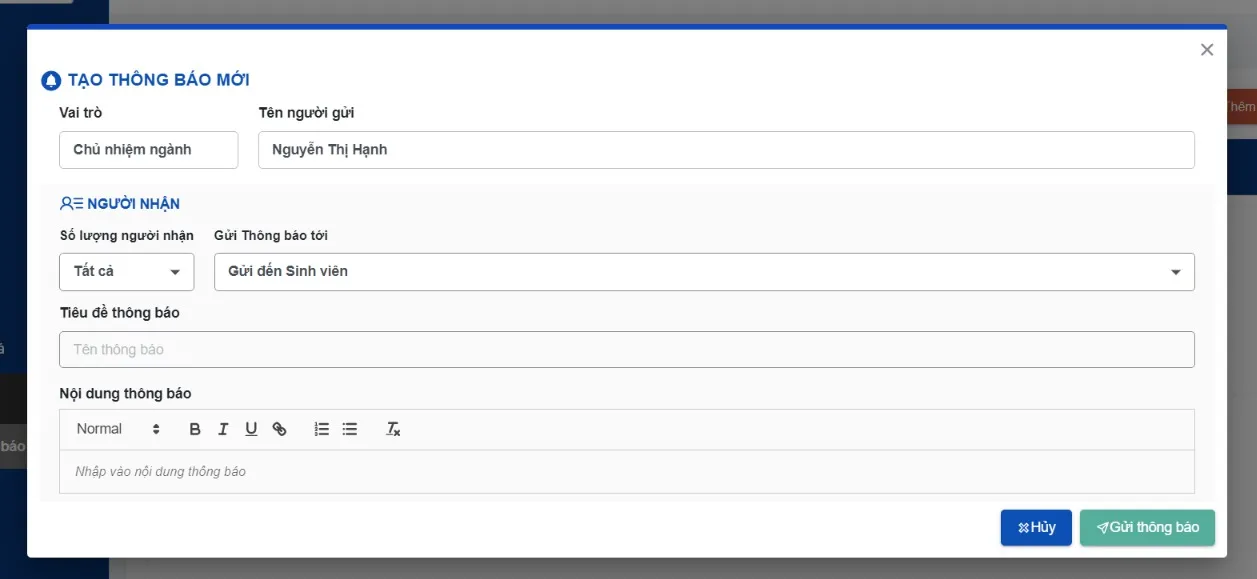 TẠO THÔNG BÁO MỚI
Vai trò
Tên người gửi
Chủ nhiệm ngành
Nguyễn Thị Hạnh
NGƯỜI NHẬN
Số lượng người nhận
Gửi Thông báo tới
Tất cả
Gửi đến Sinh viên
Tiêu đề thông báo
Tên thông báo
Nội dung thông báo
Normal
Nhập vào nội dung thông báo
Hủy
Gửi thông báo
báo